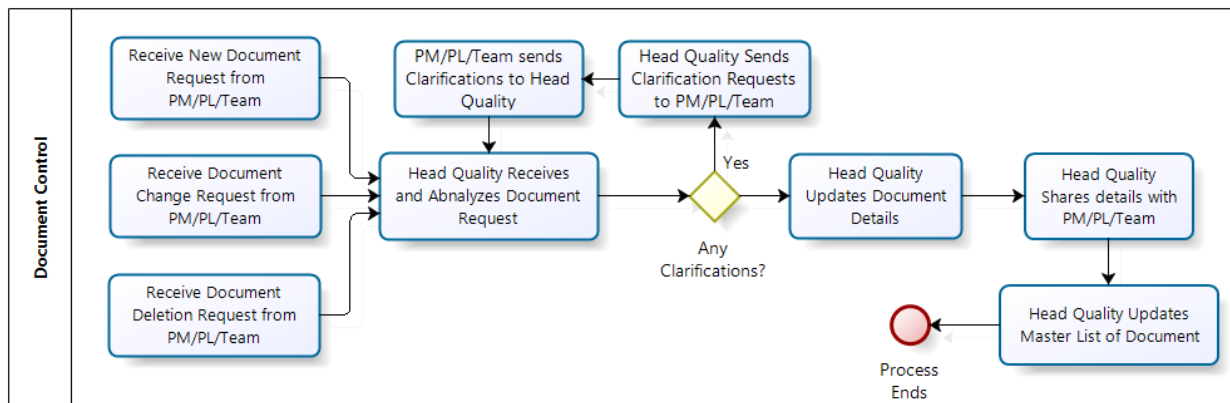 Document Control
Receive New Document
Request from
PM/PL/Team
PM/PL/Team sends
Clarifications to Head
Quality
Head Quality Sends
Clarification Requests
to PM/PL/Team
Receive Document
Change Request from
PM/PL/Team
Head Quality Receives
and Abnalyzes Document
Request
Yes
Any
Clarifications?
Head Quality
Updates Document
Details
Head Quality
Shares details with
PM/PL/Team
Receive Document
Deletion Request from
PM/PL/Team
Head Quality Updates
Master List of Document
Process
Ends